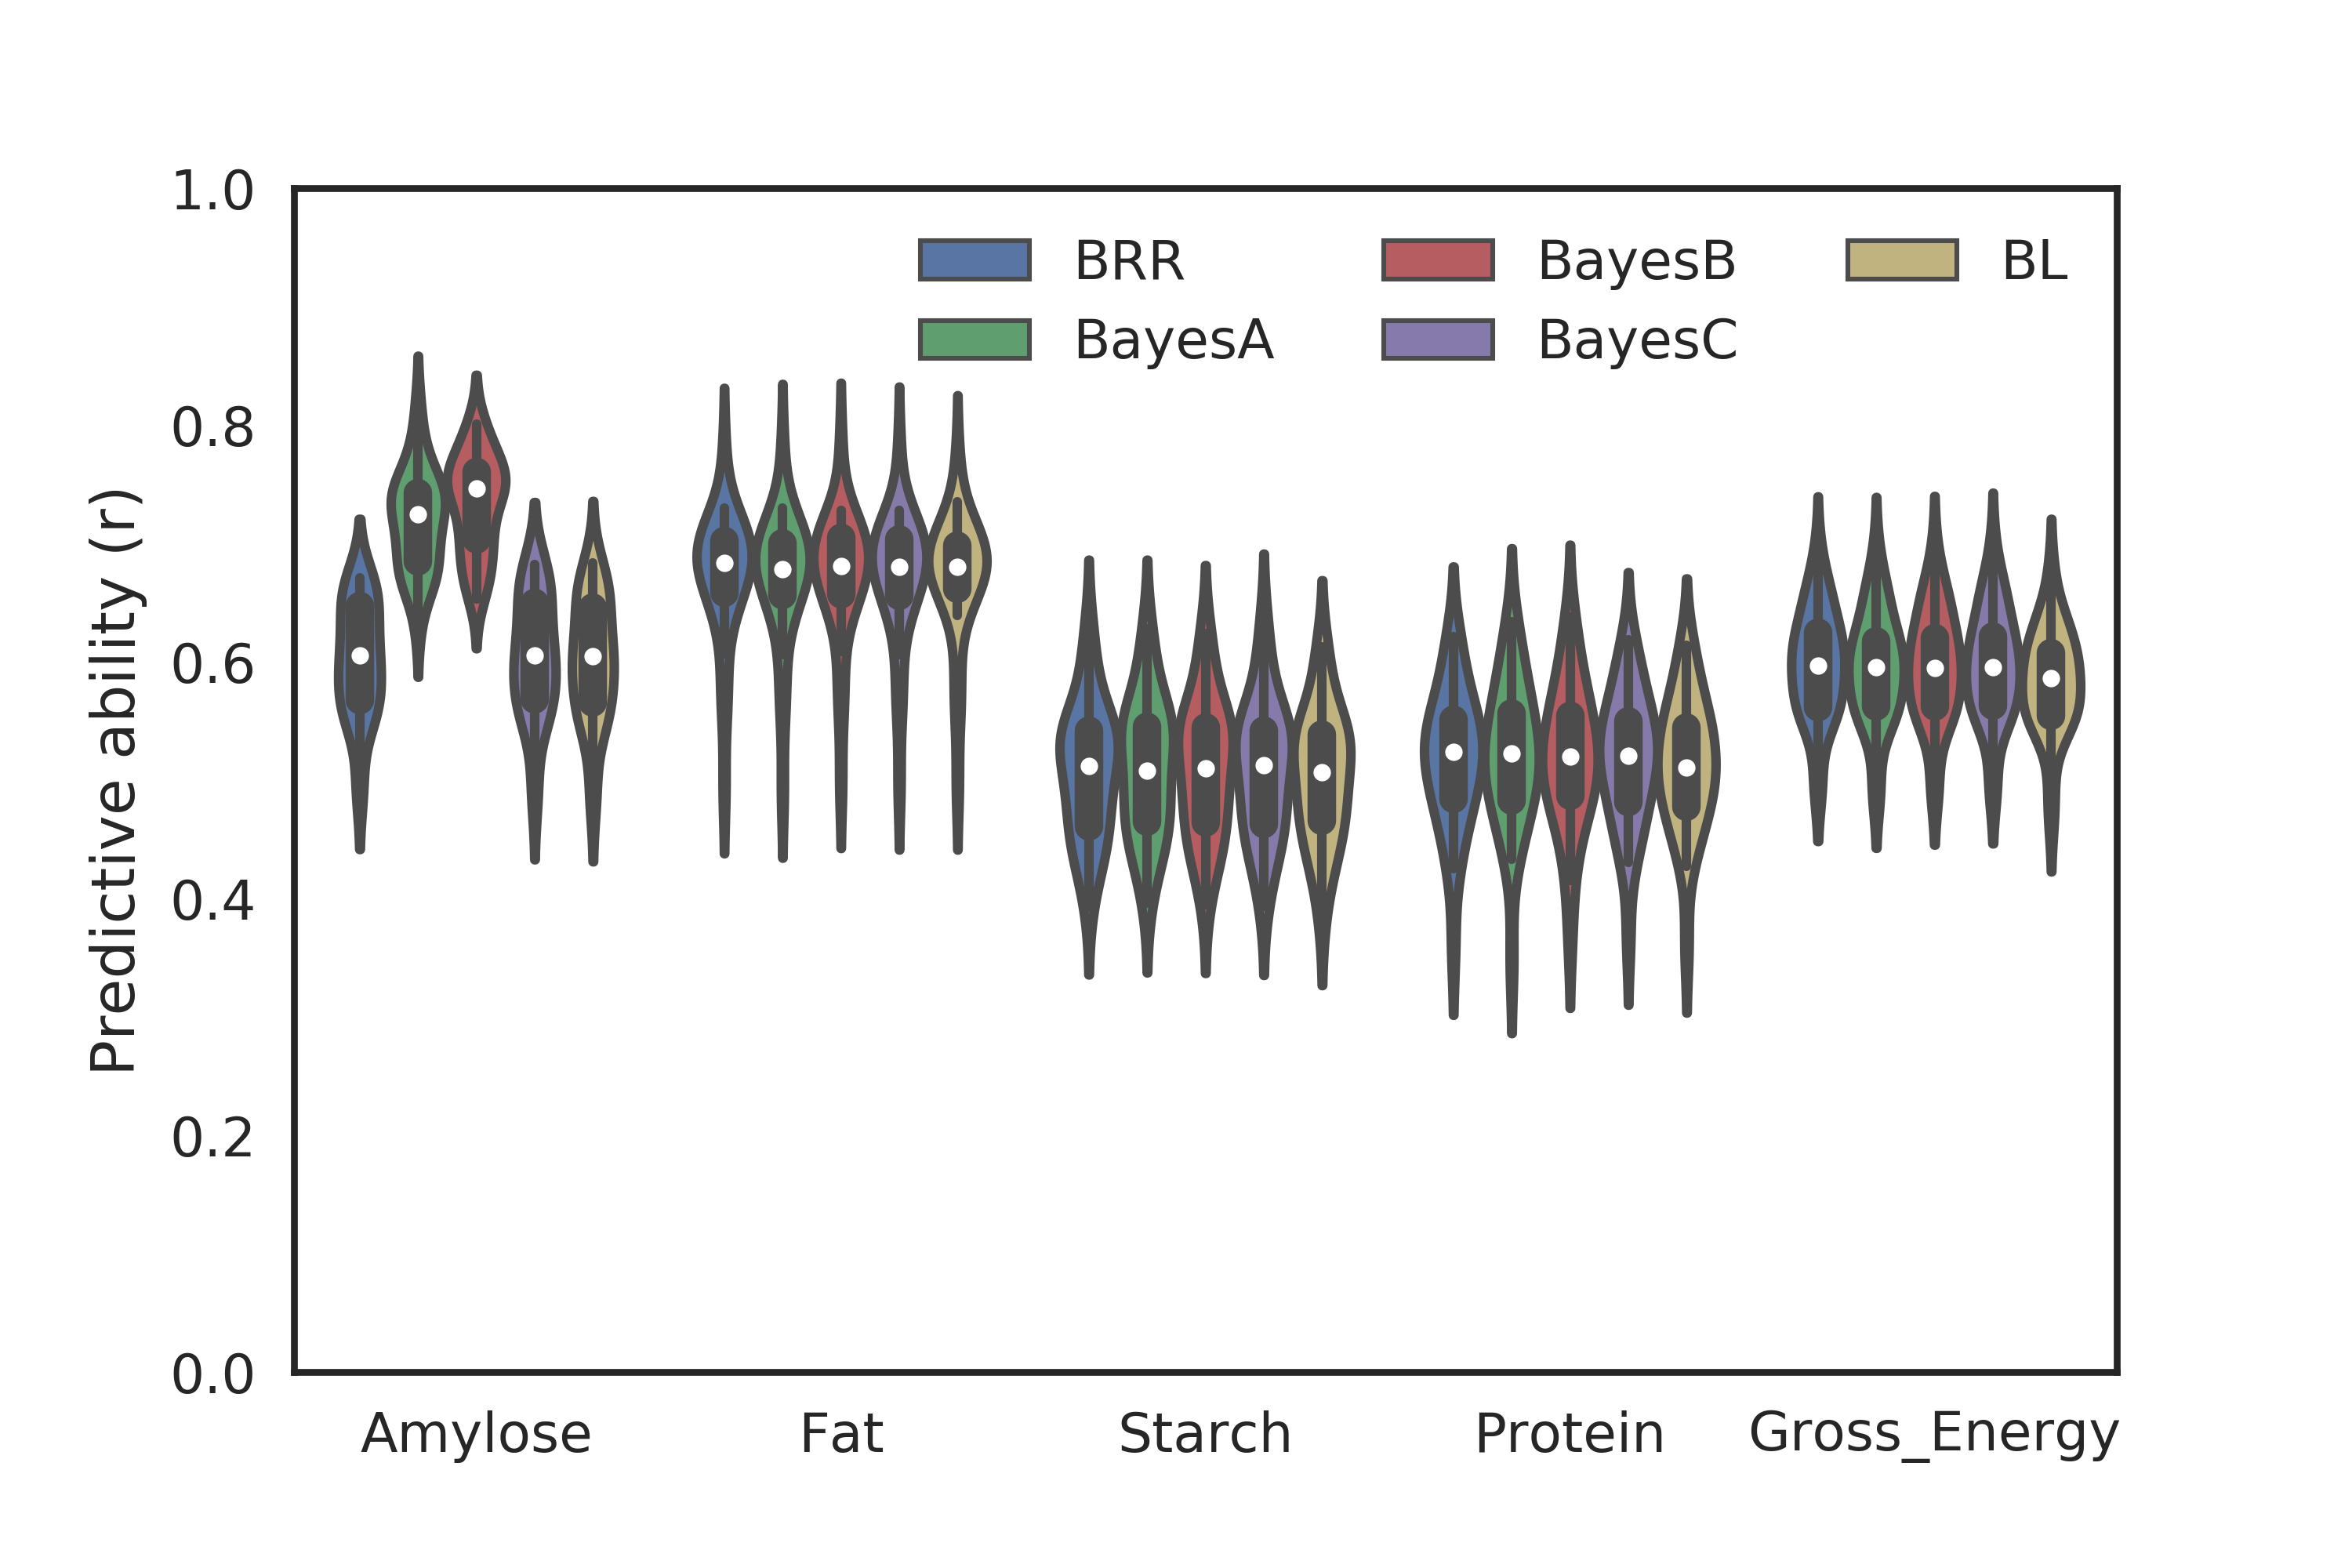 Predictive ability (r)
1.0
0.8
0.6
0.4
0.2
0.0
BRR
BayesA
BayesB
BayesC
BL
Amylose
Fat
Starch
Protein
Gross_Energy